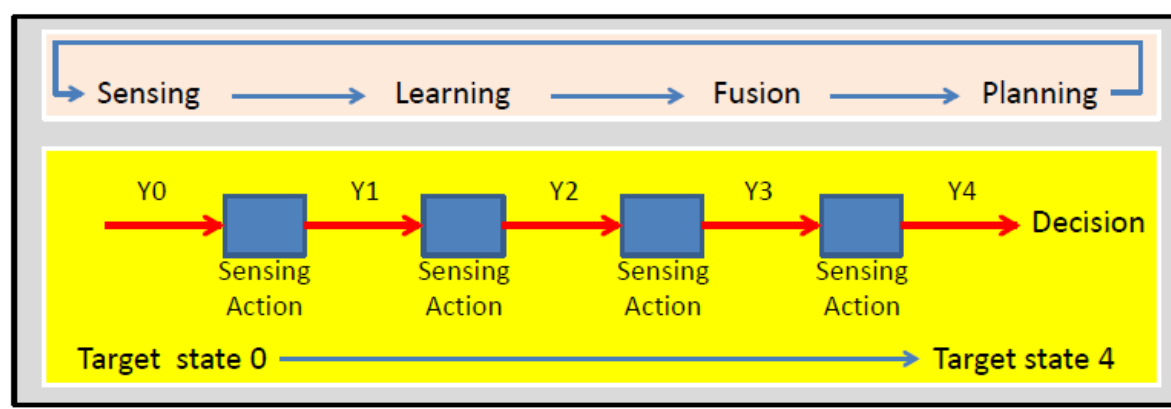 Sensing Learning Fusion Planning
Y0 Y1 Y2 Y3 Y4
Decision
Sensing Sensing Sensing Sensing
Action Action Action Action
Target state 0 Target state 4